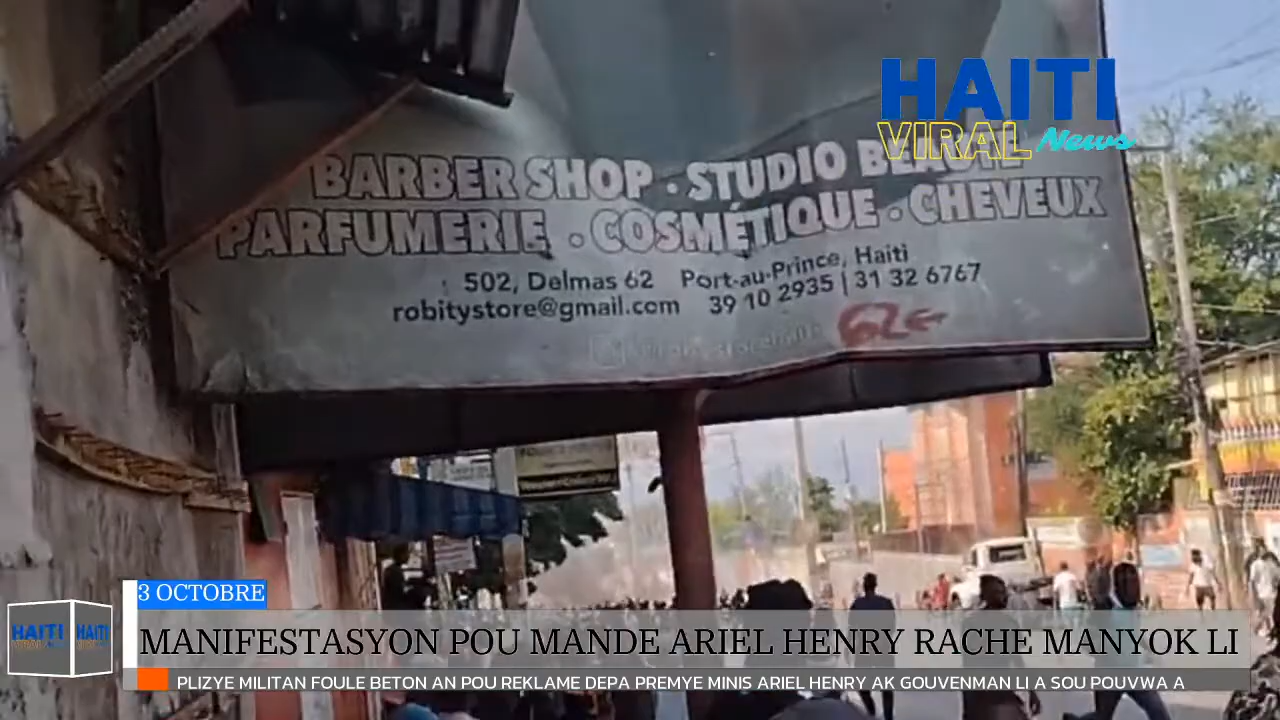 HAITI
VIRAL News
BARBER SHOP · STUDIO BEAUTÉ
PARFUMERIE · COSMÉTIQUE · CHEVEUX
502, Delmas 62 Port-au-Prince, Haiti
robitystore@gmail.com 39 10 2935 | 31 32 6767
3 OCTOBRE
HAITI HAITI
MANIFESTASYON POU MANDE ARIEL HENRY RACHE MANYOK LI
PLIZYE MILITAN FOULE BETON AN POU REKLAME DEPA PREMYE MINIS ARIEL HENRY AK GOUVENMAN LI A SOU POUVWA A